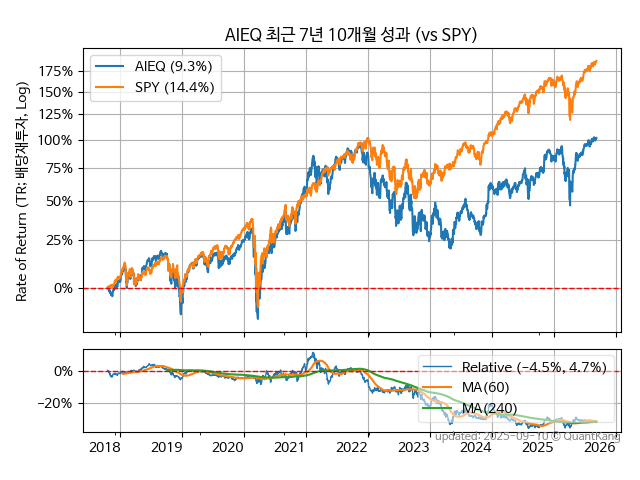 AIEQ 최근 7년 10개월 성과 (vs SPY)
AIEQ (9.3%)
SPY (14.4%)
175%
150%
125%
100%
75%
50%
25%
0%
Rate of Return (TR: 배당재투자, Log)
Relative (−4.5%, 4.7%)
MA(60)
MA(240)
0%
−20%
updated: 2025-09-10 © QuantKang
2018 2019 2020 2021 2022 2023 2024 2025 2026